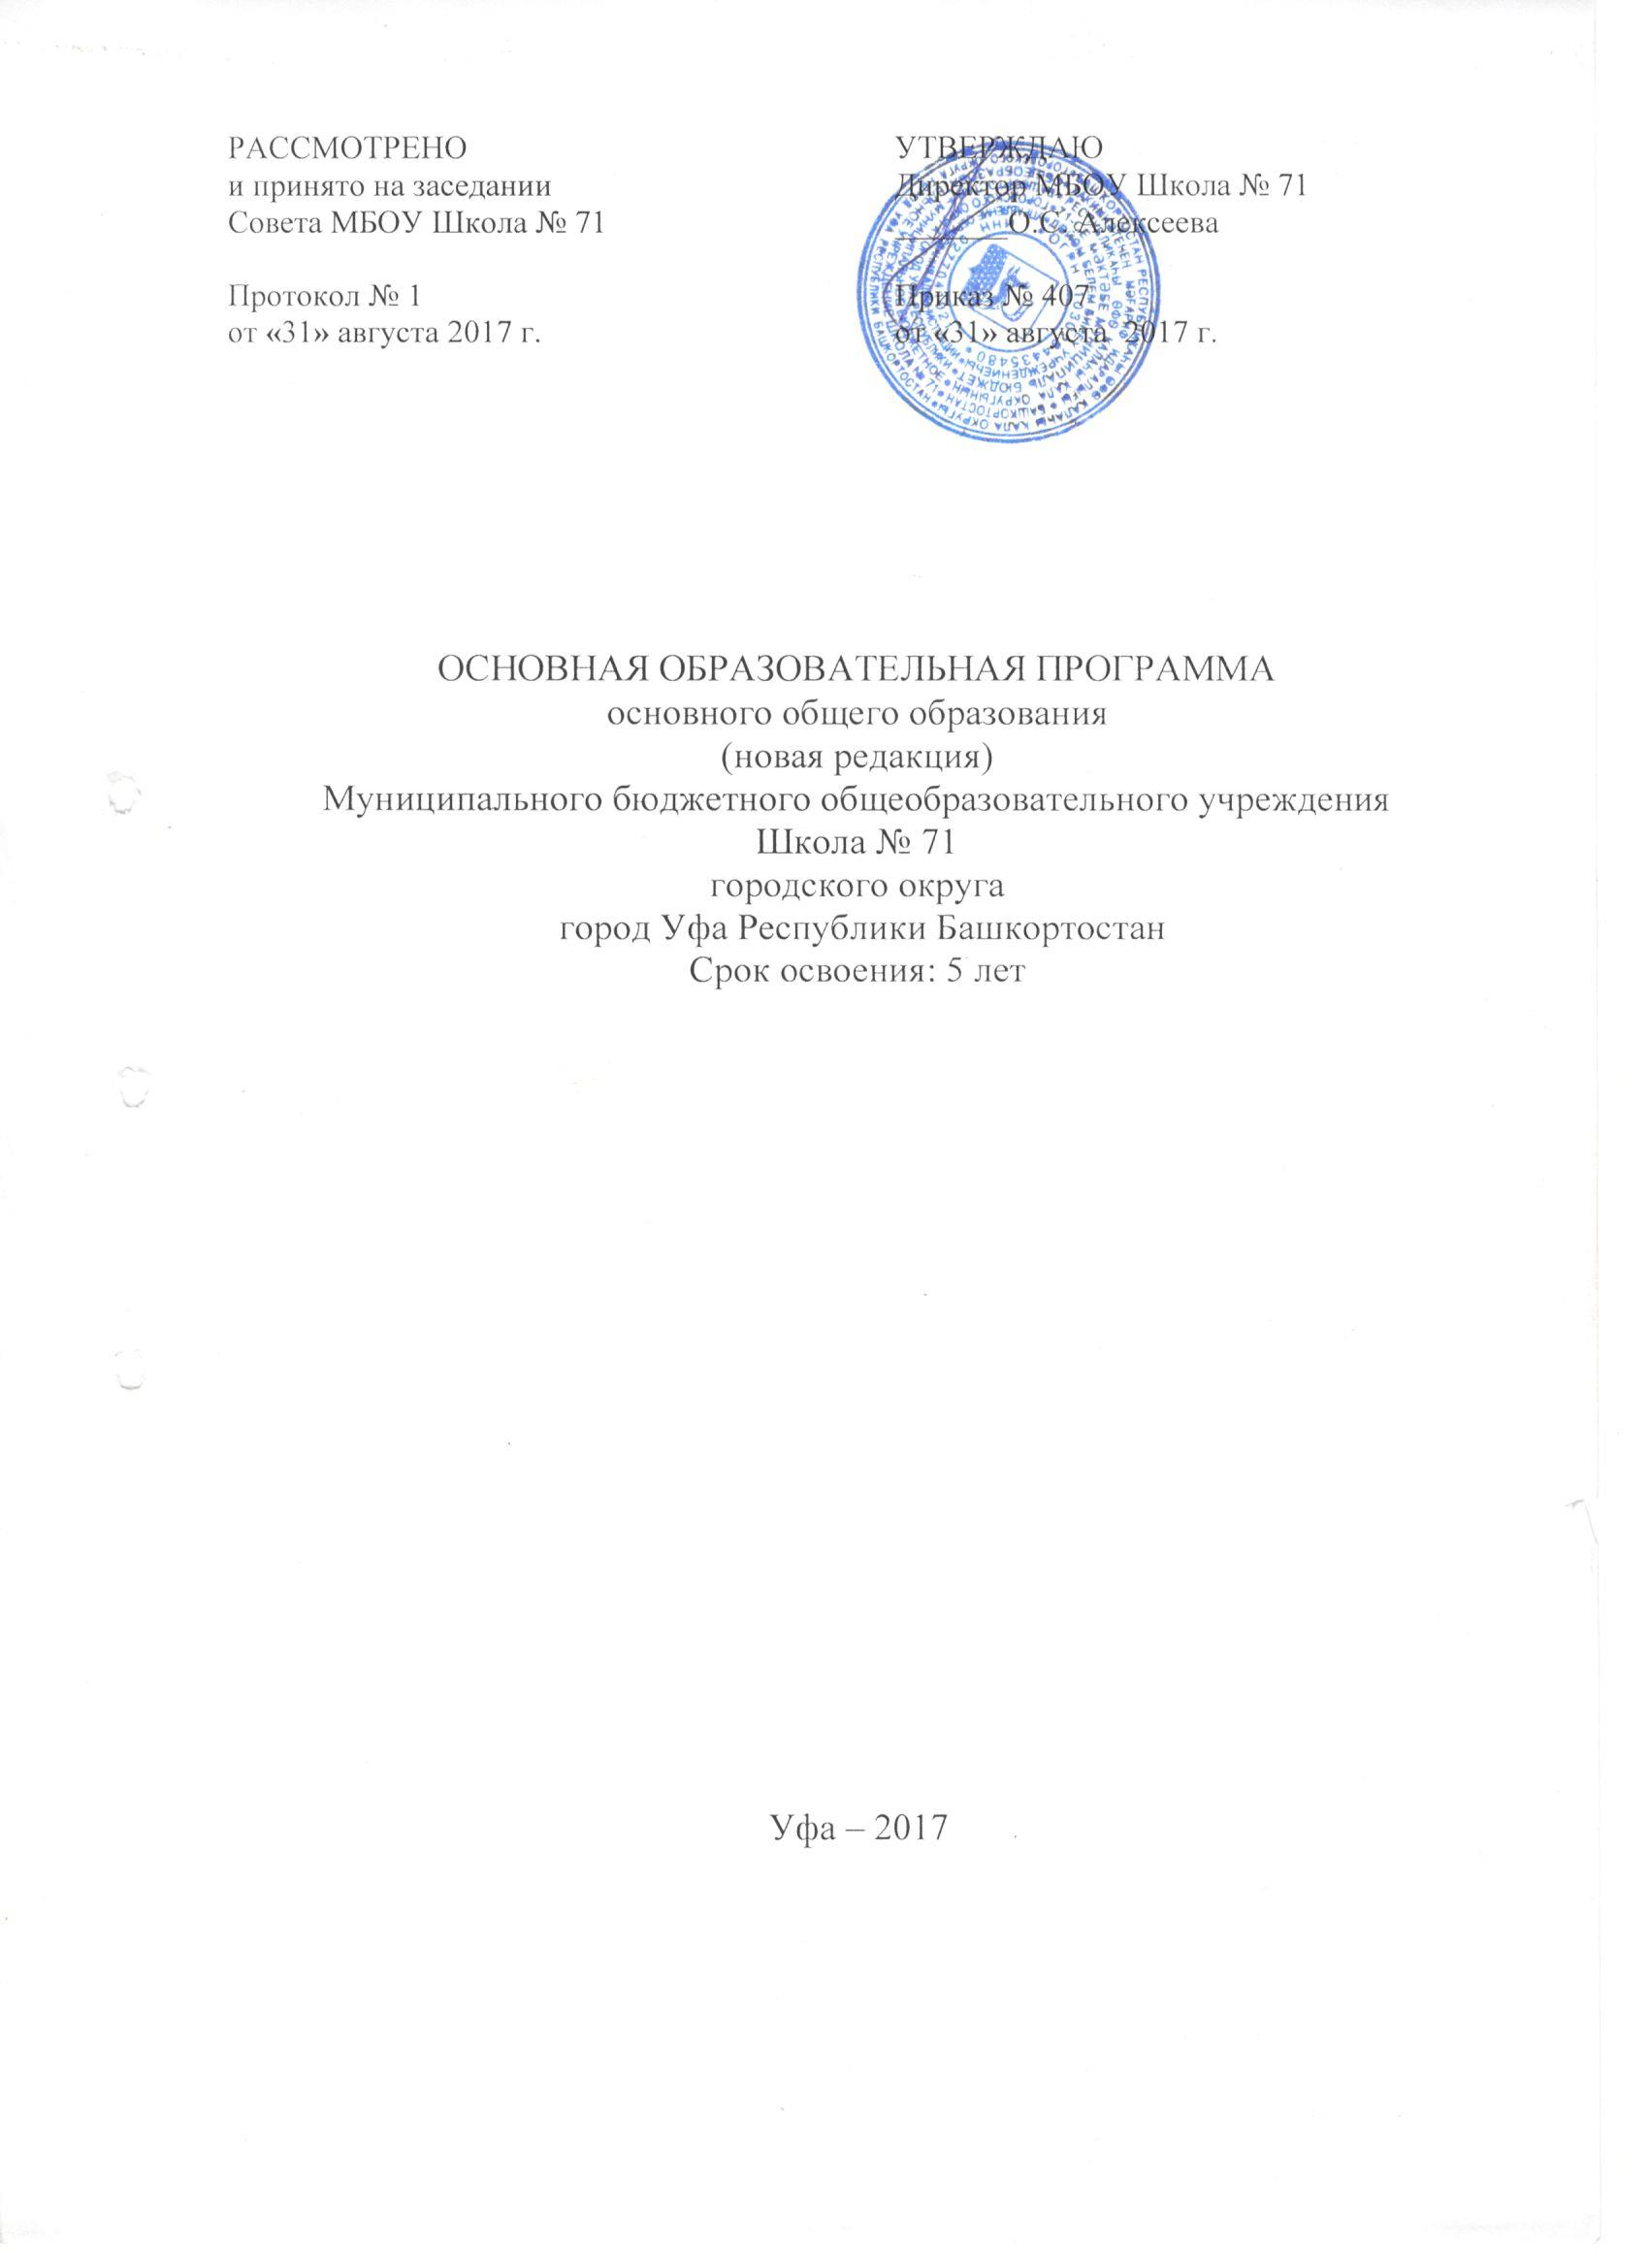 РАССМОТРЕНО
и принято на заседании
Совета МБОУ Школа № 71
Протокол № 1
от «31» августа 2017 г.
УТВЕРЖДАЮ
Директор МБОУ Школа № 71
О.С. Алексеева
Приказ № 407
от «31» августа 2017 г.
ОСНОВНАЯ ОБРАЗОВАТЕЛЬНАЯ ПРОГРАММА
основного общего образования
(новая редакция)
Муниципального бюджетного общеобразовательного учреждения
Школа № 71
городского округа
город Уфа Республики Башкортостан
Срок освоения: 5 лет
Уфа – 2017